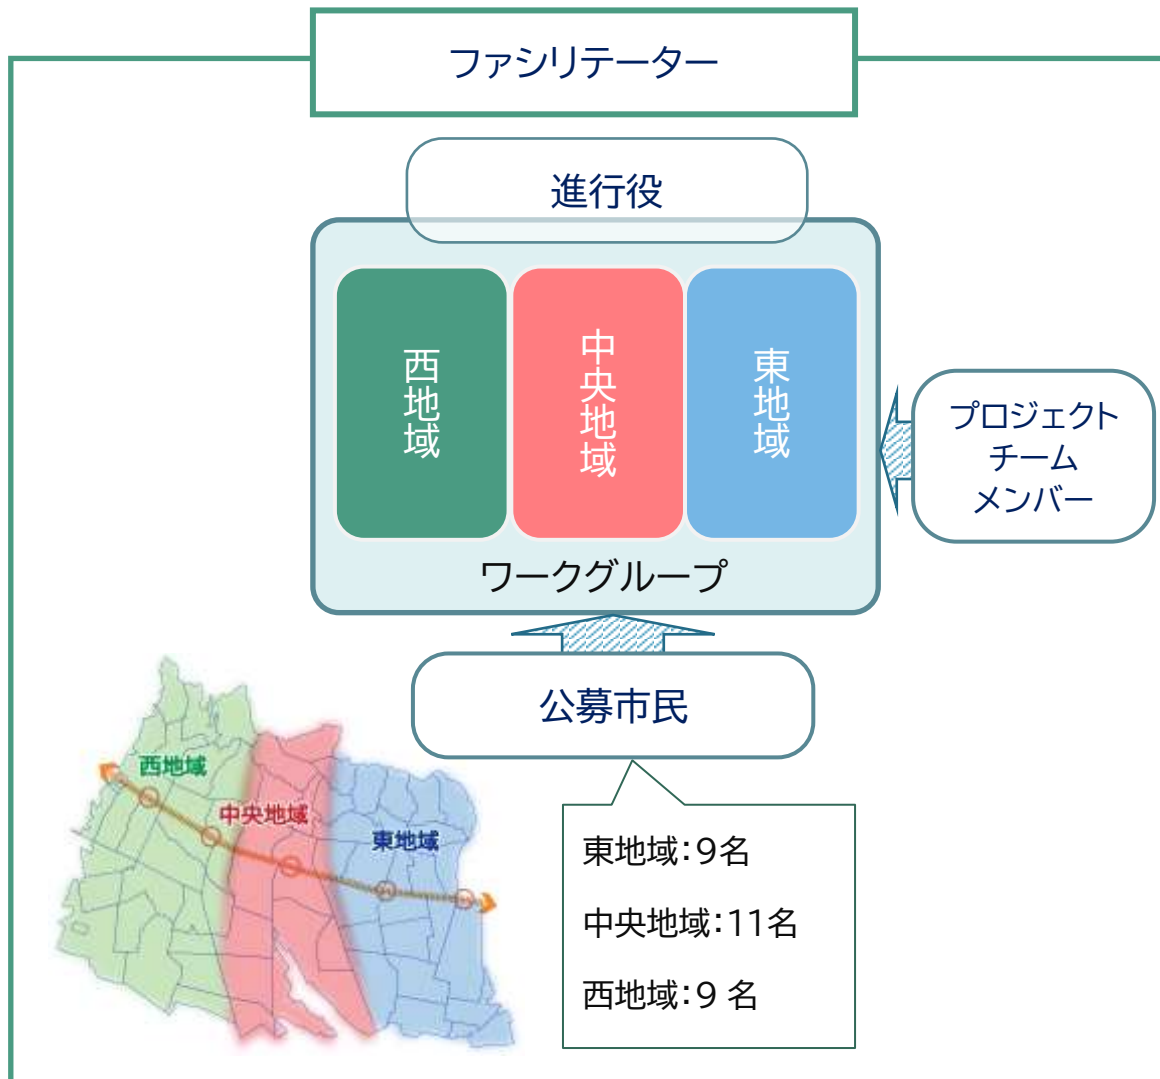 ファシリテーター
進行役
西地域
中央地域
東地域
ワークグループ
プロジェクト
チーム
メンバー
公募市民
西地域
中央地域
東地域
東地域：9名
中央地域：11名
西地域：9 名